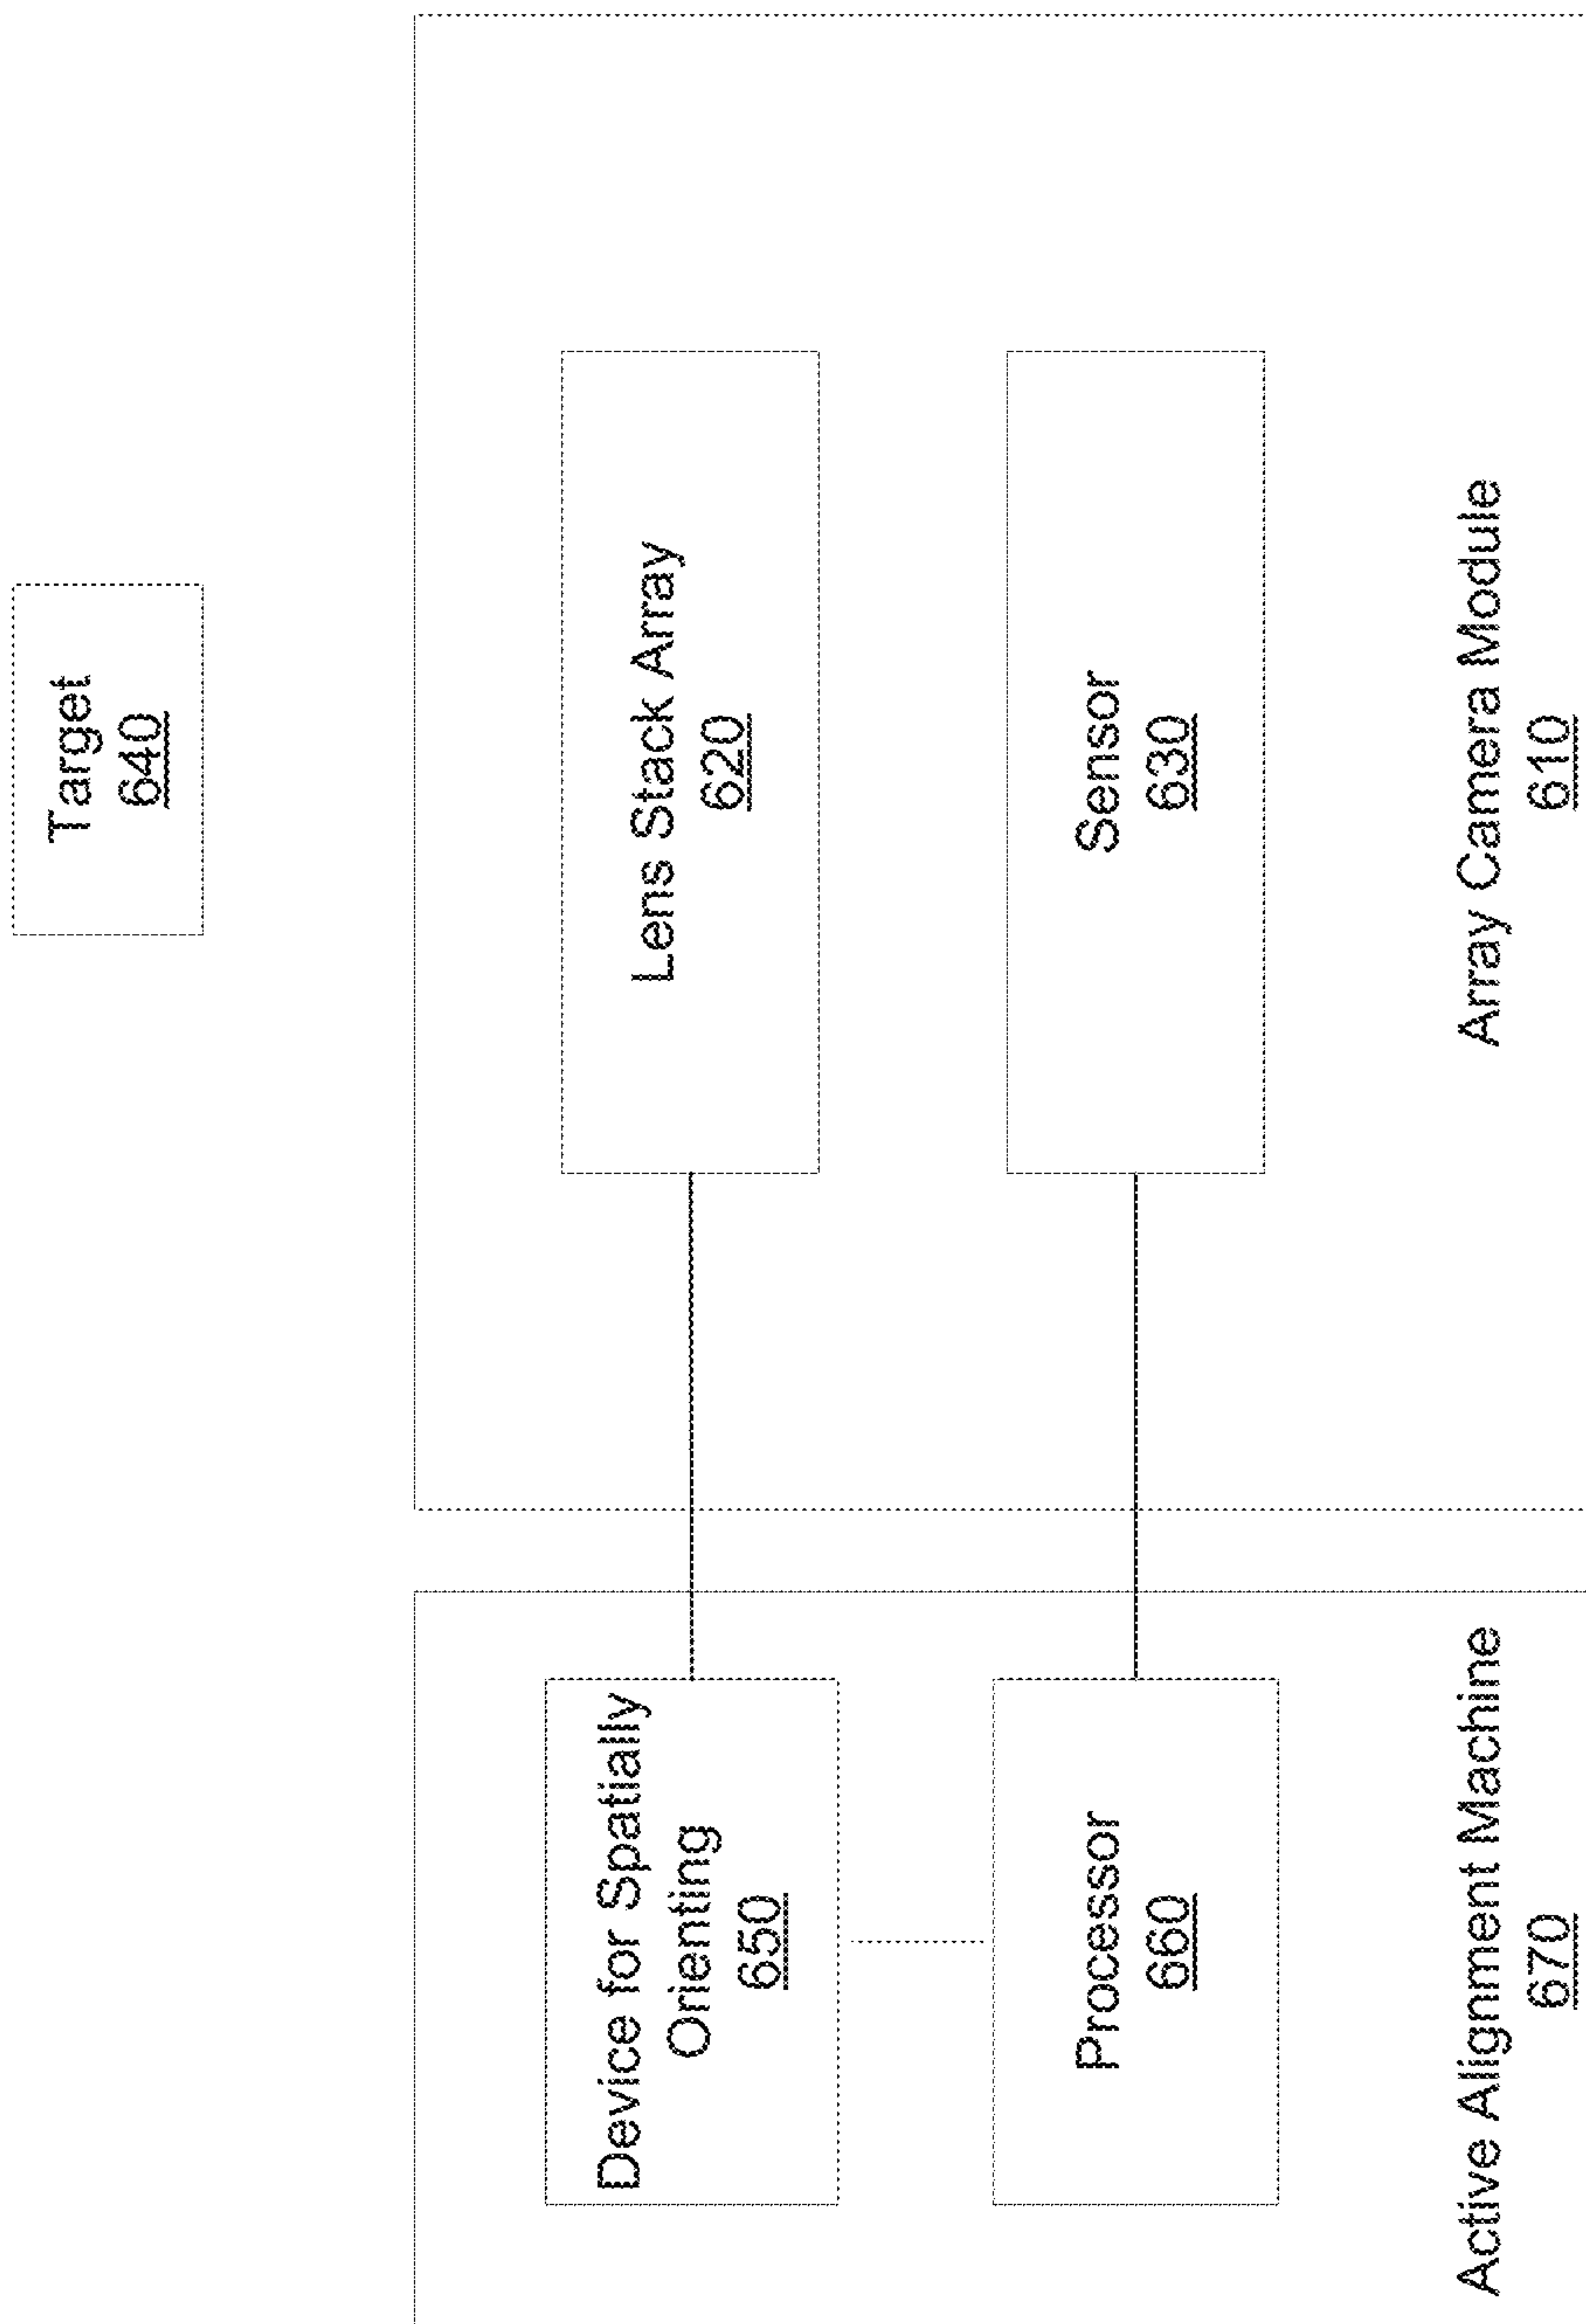 Target
640
Lens Stack Array
620
Sensor
630
Array Camera Module
610
Device for Spatially
Orienting
650
Processor
660
Active Alignment Machine
670